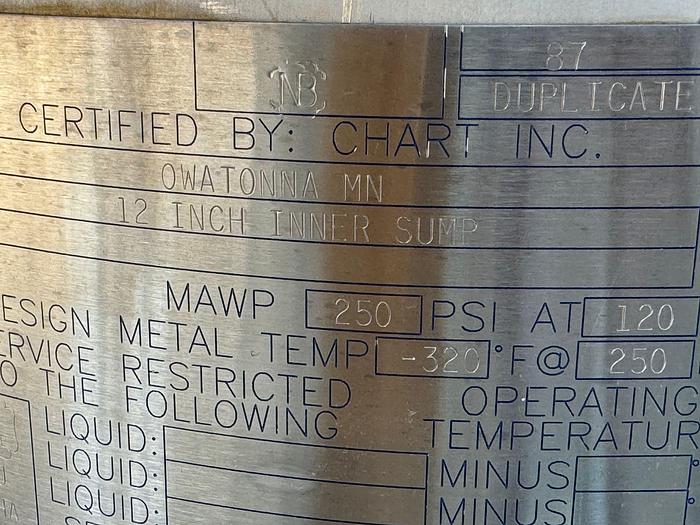 NB
87
DUPLICATE
CERTIFIED BY: CHART INC.
OWATONNA MN
12 INCH INNER SUMP
MAWP 250 PSI AT 120
ESIGN METAL TEMP -320 °F@ 250
ERVICE RESTRICTED
O THE FOLLOWING
OPERATING
TEMPERATUR
LIQUID: MINUS °
LIQUID: MINUS °
LIQUID: